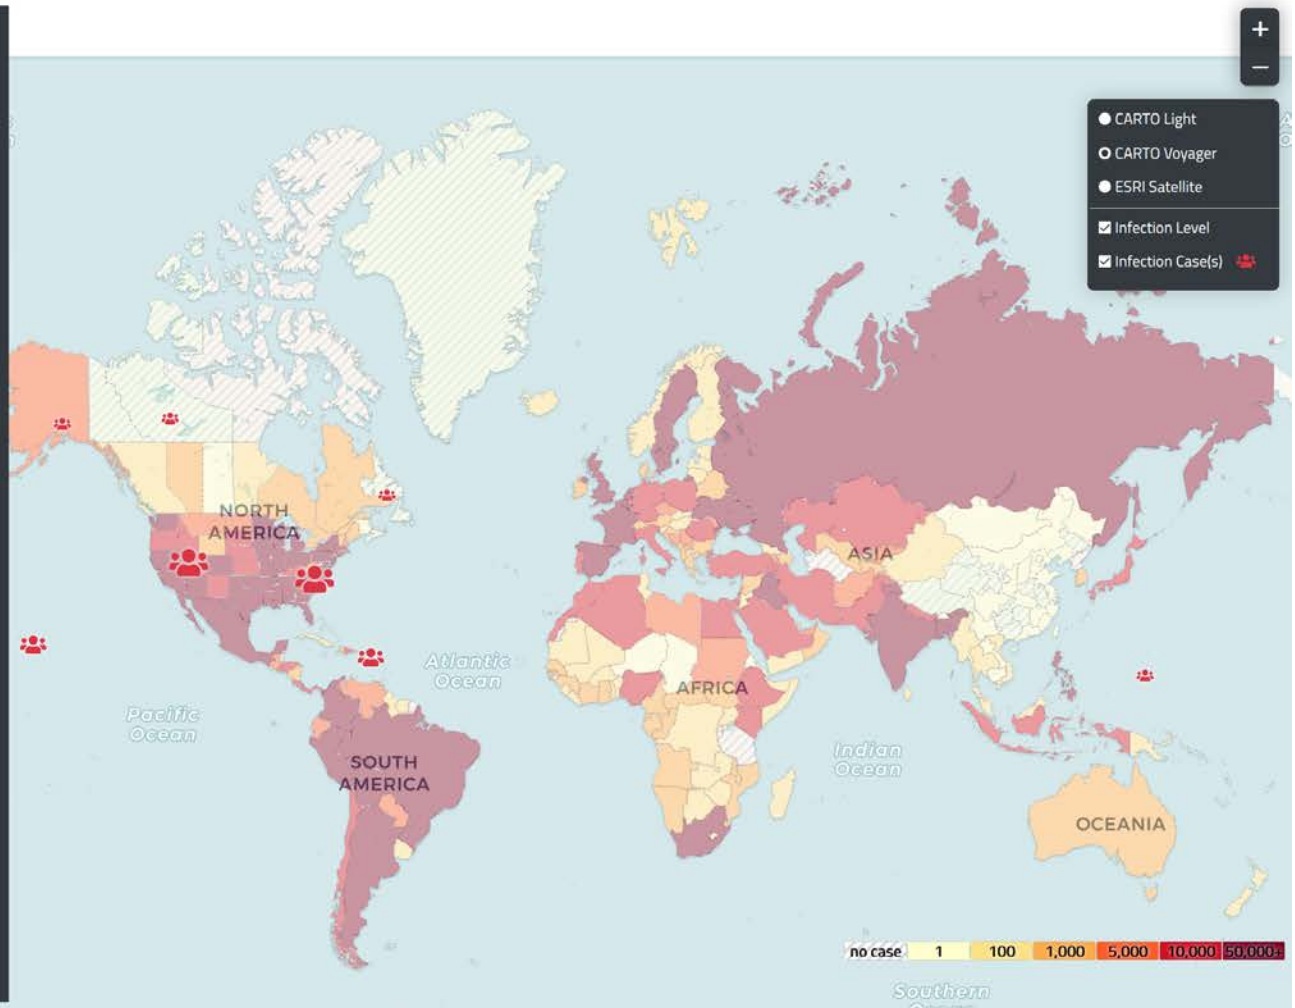 +
−
CARTO Light
CARTO Voyager
ESRI Satellite
Infection Level
Infection Case(s)
NORTH
AMERICA
ASIA
Atlantic
Ocean
AFRICA
Pacific
Ocean
SOUTH
AMERICA
Indian
Ocean
OCEANIA
no case 1 100 1,000 5,000 10,000 50,000+
Southern